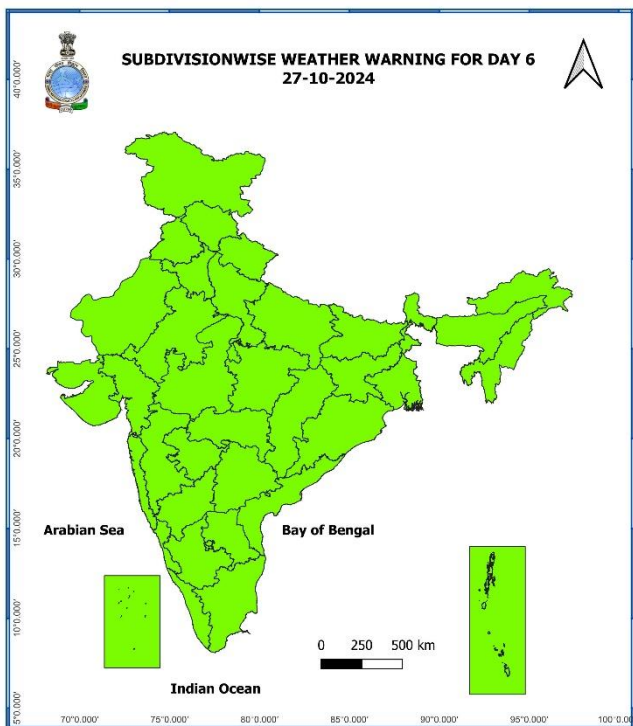 SUBDIVISIONWISE WEATHER WARNING FOR DAY 6
27-10-2024
40°0.000'
35°0.000'
30°0.000'
25°0.000'
20°0.000'
15°0.000'
10°0.000'
5°0.000'
Arabian Sea
Bay of Bengal
0 250 500 km
Indian Ocean
70°0.000' 75°0.000' 80°0.000' 85°0.000' 90°0.000' 95°0.000' 100°0.0